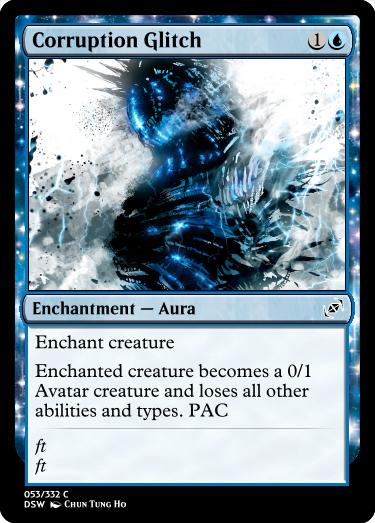 Corruption Glitch 1
Enchantment — Aura
Enchant creature
Enchanted creature becomes a 0/1
Avatar creature and loses all other
abilities and types. PAC
ft
ft
053/332 C
DSW Chun Tung Ho